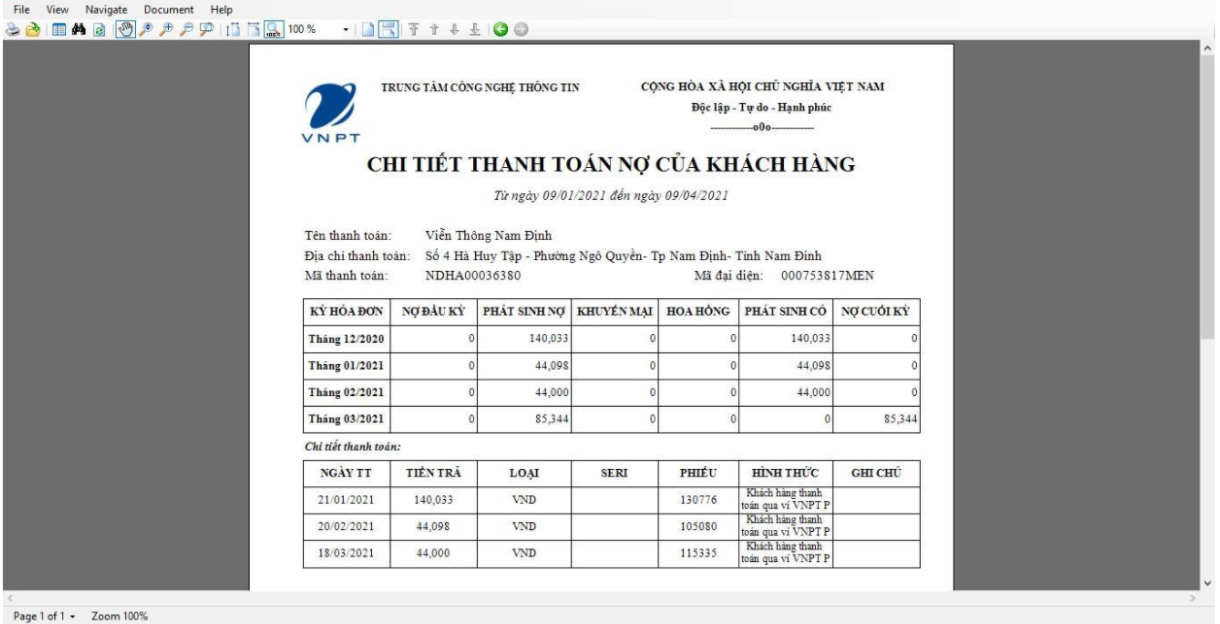 File View Navigate Document Help
100 %
TRUNG TÂM CÔNG NGHỆ THÔNG TIN CỘNG HÒA XÃ HỘI CHỦ NGHĨA VIỆT NAM
Độc lập - Tự do - Hạnh phúc
------------o0o------------
VNPT
CHI TIẾT THANH TOÁN NỢ CỦA KHÁCH HÀNG
Từ ngày 09/01/2021 đến ngày 09/04/2021
Tên thanh toán: Viễn Thông Nam Định
Địa chỉ thanh toán: Số 4 Hà Huy Tập - Phường Ngô Quyền- Tp Nam Định- Tỉnh Nam Đinh
Mã thanh toán: NDHA00036380 Mã đại diện: 000753817MEN
KỲ HÓA ĐƠN NỢ ĐẦU KỲ PHÁT SINH NỢ KHUYẾN MẠI HOA HỒNG PHÁT SINH CÓ NỢ CUỐI KỲ
Tháng 12/2020 0 140,033 0 0 140,033 0
Tháng 01/2021 0 44,098 0 0 44,098 0
Tháng 02/2021 0 44,000 0 0 44,000 0
Tháng 03/2021 0 85,344 0 0 0 85,344
Chi tiết thanh toán:
NGÀY TT TIỀN TRẢ LOẠI SERI PHIẾU HÌNH THỨC GHI CHÚ
21/01/2021 140,033 VND 130776 Khách hàng thanh
toán qua ví VNPT P
20/02/2021 44,098 VND 105080 Khách hàng thanh
toán qua ví VNPT P
18/03/2021 44,000 VND 115335 Khách hàng thanh
toán qua ví VNPT P
Page 1 of 1 Zoom 100%